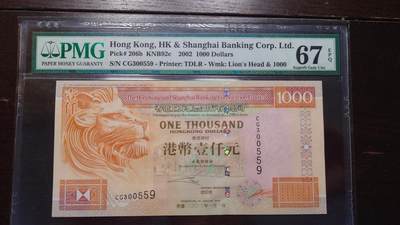 PMG
PAPER MONEY GUARANTY
Hong Kong, HK & Shanghai Banking Corp. Ltd.
Pick# 206b KNB92c 2002 1000 Dollars
S/N CG300559 - Printer: TDLR - Wmk: Lion's Head & 1000
67 EPQ
Superb Gem Unc
1000
ONE THOUSAND
HONGKONG DOLLARS
港幣壹仟元
CG300559
CG300559